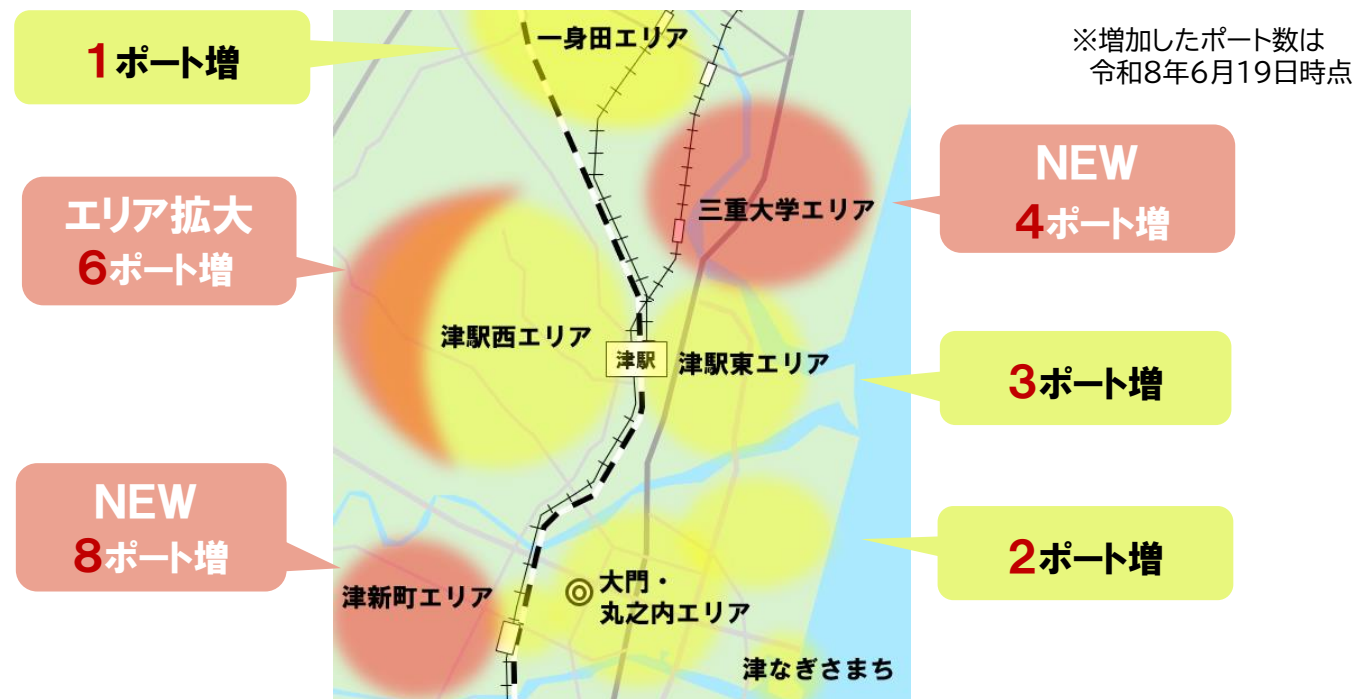 1ポート増
一身田エリア
※増加したポート数は
令和8年6月19日時点
エリア拡大
6ポート増
三重大学エリア
NEW
4ポート増
津駅西エリア
津駅
津駅東エリア
3ポート増
NEW
8ポート増
津新町エリア
大門・
丸之内エリア
2ポート増
津なぎさまち